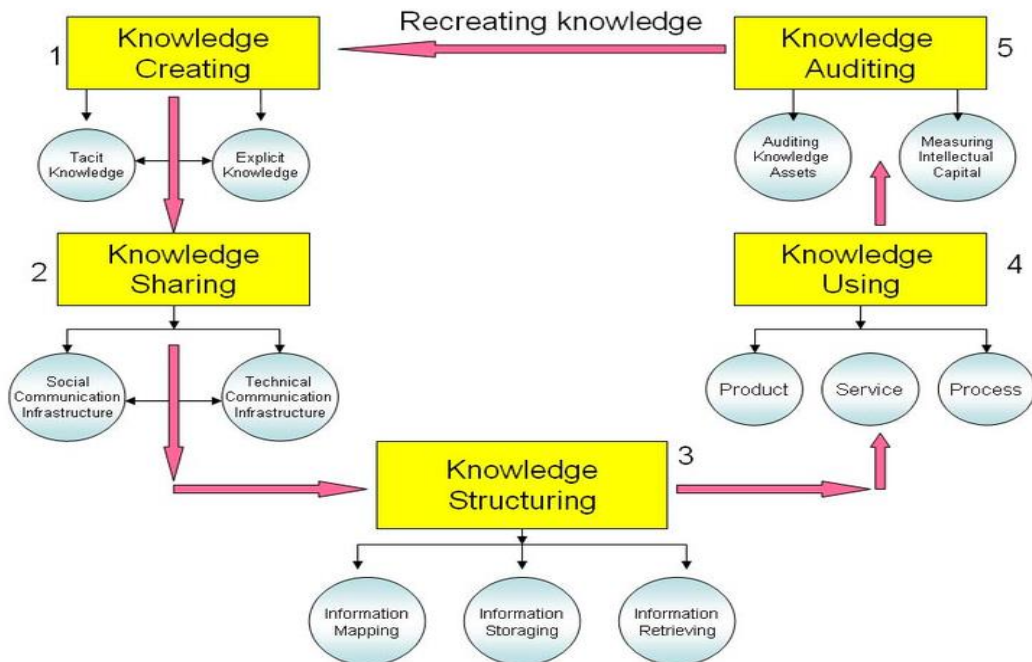 Recreating knowledge
1
Knowledge
Creating
Tacit
Knowledge
Explicit
Knowledge
2
Knowledge
Sharing
Social
Communication
Infrastructure
Technical
Communication
Infrastructure
3
Knowledge
Structuring
Information
Mapping
Information
Storaging
Information
Retrieving
4
Knowledge
Using
Product
Service
Process
5
Knowledge
Auditing
Auditing
Knowledge
Assets
Measuring
Intellectual
Capital